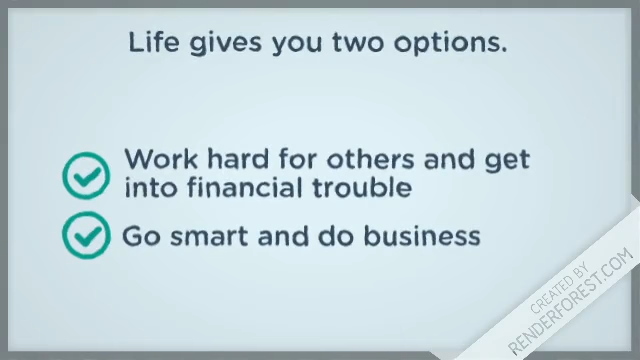 Life gives you two options.
Work hard for others and get
into financial trouble
Go smart and do business
CREATED BY
RENDERFOREST.COM